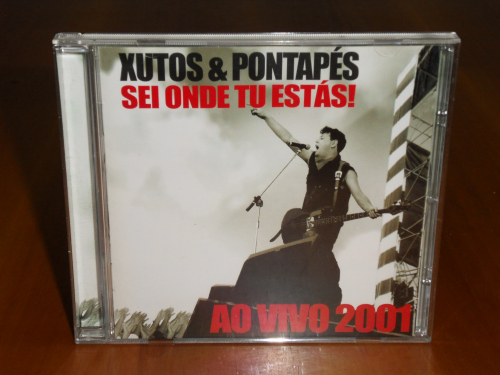 XUTOS & PONTAPÉS
SEI ONDE TU ESTÁS!
AO VIVO 2001